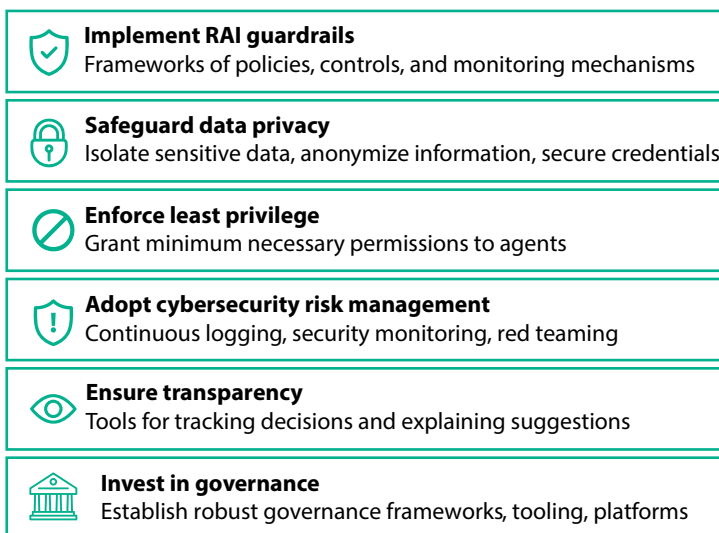 Implement RAI guardrails
Frameworks of policies, controls, and monitoring mechanisms
Safeguard data privacy
Isolate sensitive data, anonymize information, secure credentials
Enforce least privilege
Grant minimum necessary permissions to agents
Adopt cybersecurity risk management
Continuous logging, security monitoring, red teaming
Ensure transparency
Tools for tracking decisions and explaining suggestions
Invest in governance
Establish robust governance frameworks, tooling, platforms